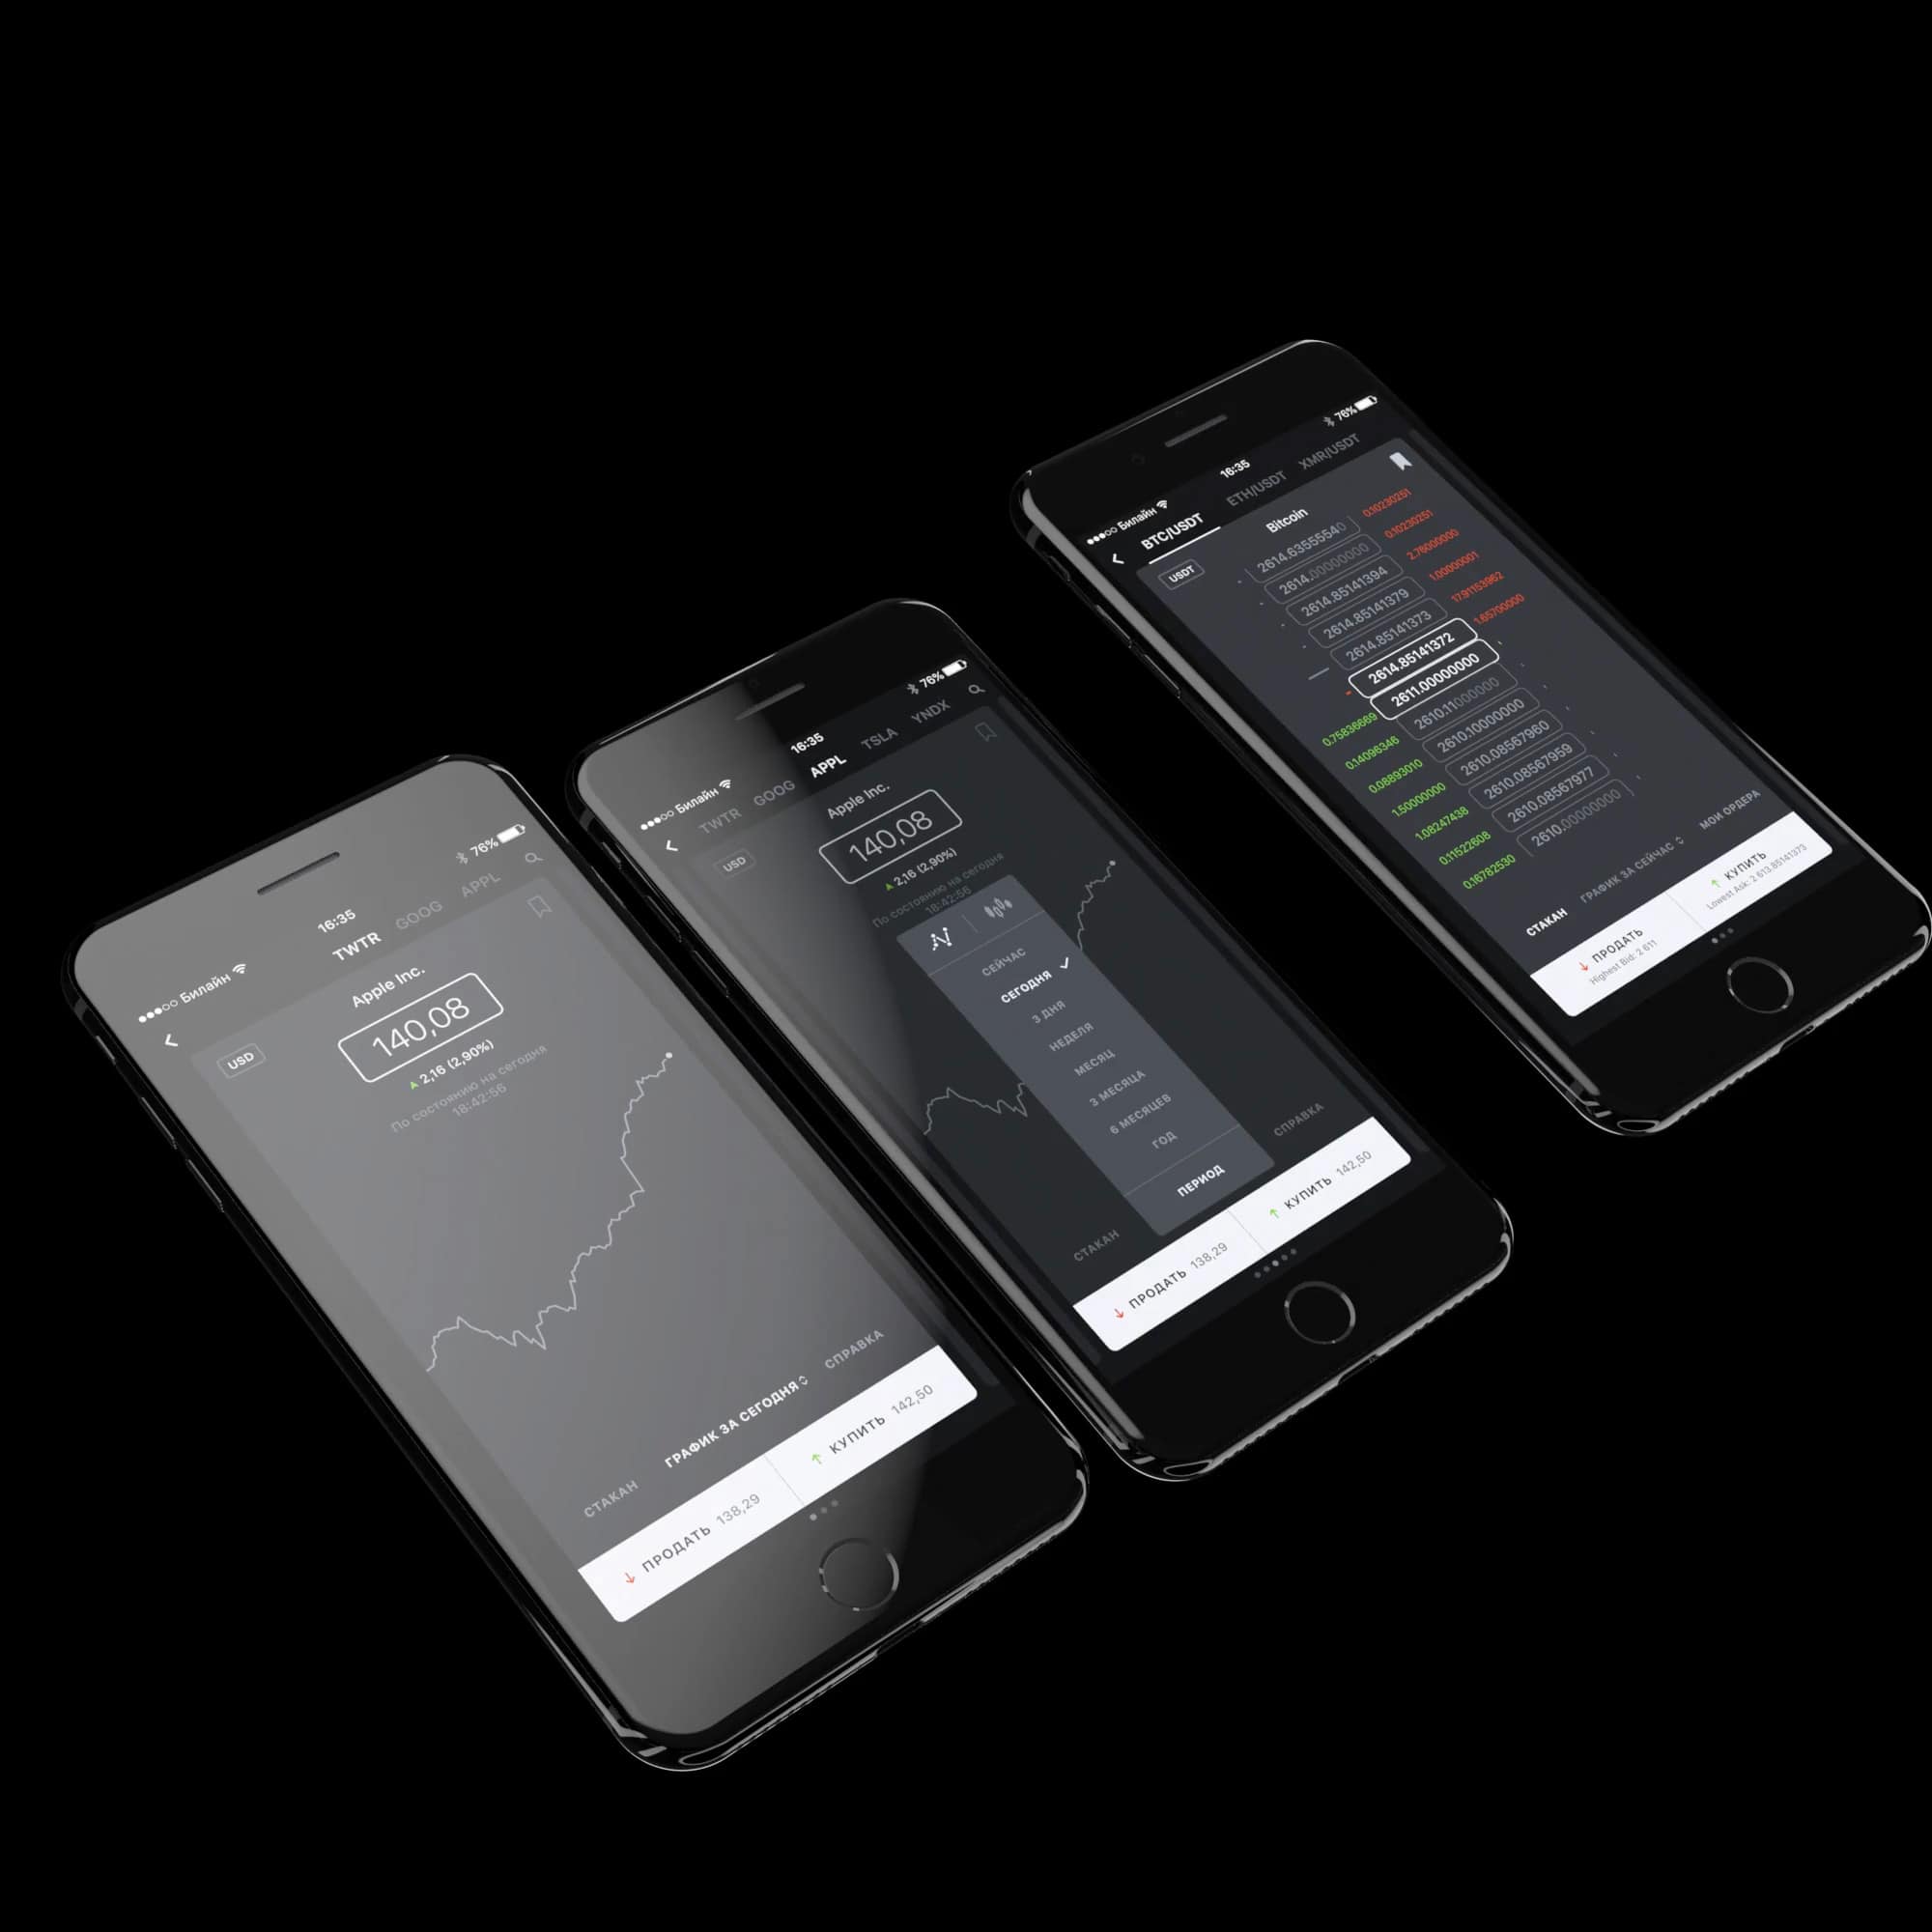 ●●●○○ Билайн 16:35 76%
TWTR GOOG APPL
USD Apple Inc.
140,08
2,16 (2,90%)
По состоянию на сегодня
18:42:56
СТАКАН ГРАФИК ЗА СЕГОДНЯ СПРАВКА
ПРОДАТЬ 138,29 КУПИТЬ 142,50
●●●○○ Билайн 16:35 76%
TWTR GOOG APPL TSLA YNDX
USD Apple Inc.
140,08
2,16 (2,90%)
По состоянию на сегодня
18:42:56
СЕЙЧАС
СЕГОДНЯ
3 ДНЯ
НЕДЕЛЯ
МЕСЯЦ
3 МЕСЯЦА
6 МЕСЯЦЕВ
ГОД
ПЕРИОД
СТАКАН СПРАВКА
ПРОДАТЬ 138,29 КУПИТЬ 142,50
●●●○○ Билайн 16:35 76%
BTC/USDT ETH/USDT XMR/USDT
USDT Bitcoin
2614.635555540 0.10230251
2614.00000000 0.10230251
2614.85141394 2.76000000
2614.85141379 1.00000001
2614.85141373 17.91153962
2614.85141372 1.65700000
0.75836669 2611.00000000
0.14096346 2610.11000000
0.08893010 2610.10000000
1.50000000 2610.08567960
1.08247438 2610.08567959
0.11522608 2610.08567977
0.16782530 2610.00000000
СТАКАН ГРАФИК ЗА СЕЙЧАС МОИ ОРДЕРА
ПРОДАТЬ КУПИТЬ
Highest Bid: 2 611 Lowest Ask: 2 613.85141373